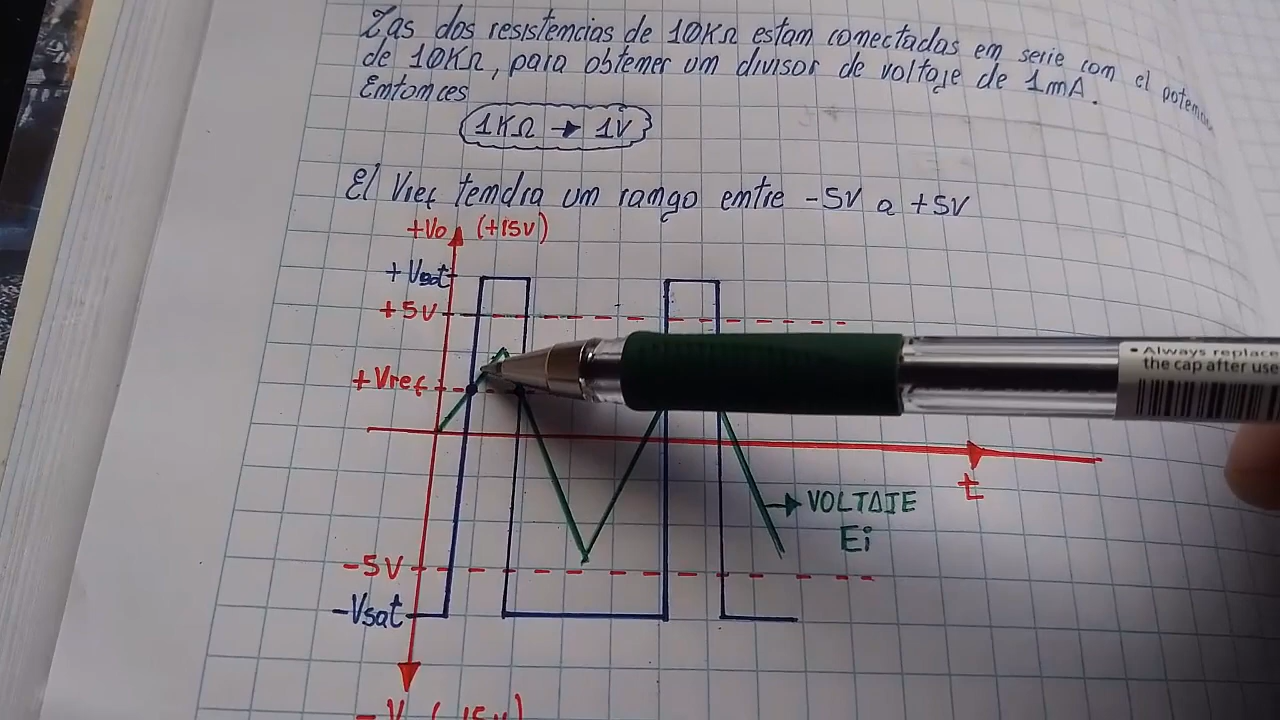 Las dos resistencias de 10KΩ estan conectadas en serie con el
de 10KΩ, para obtener un divisor de voltaje de 1mA.
Entonces
1KΩ → 1V
El Vref tendra un rango entre -5V a +5V
+Vo (+15V)
+Vsat
+5V
+Vref
t
VOLTAJE
Ei
-5V
-Vsat
• Always replace
the cap after use